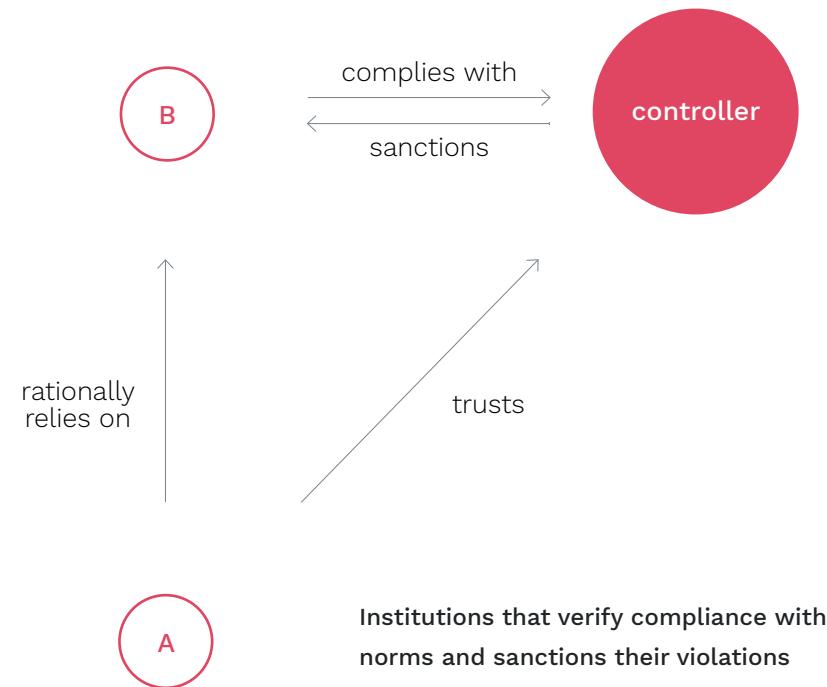 complies with
B
controller
sanctions
rationally
relies on
trusts
A
Institutions that verify compliance with
norms and sanctions their violations